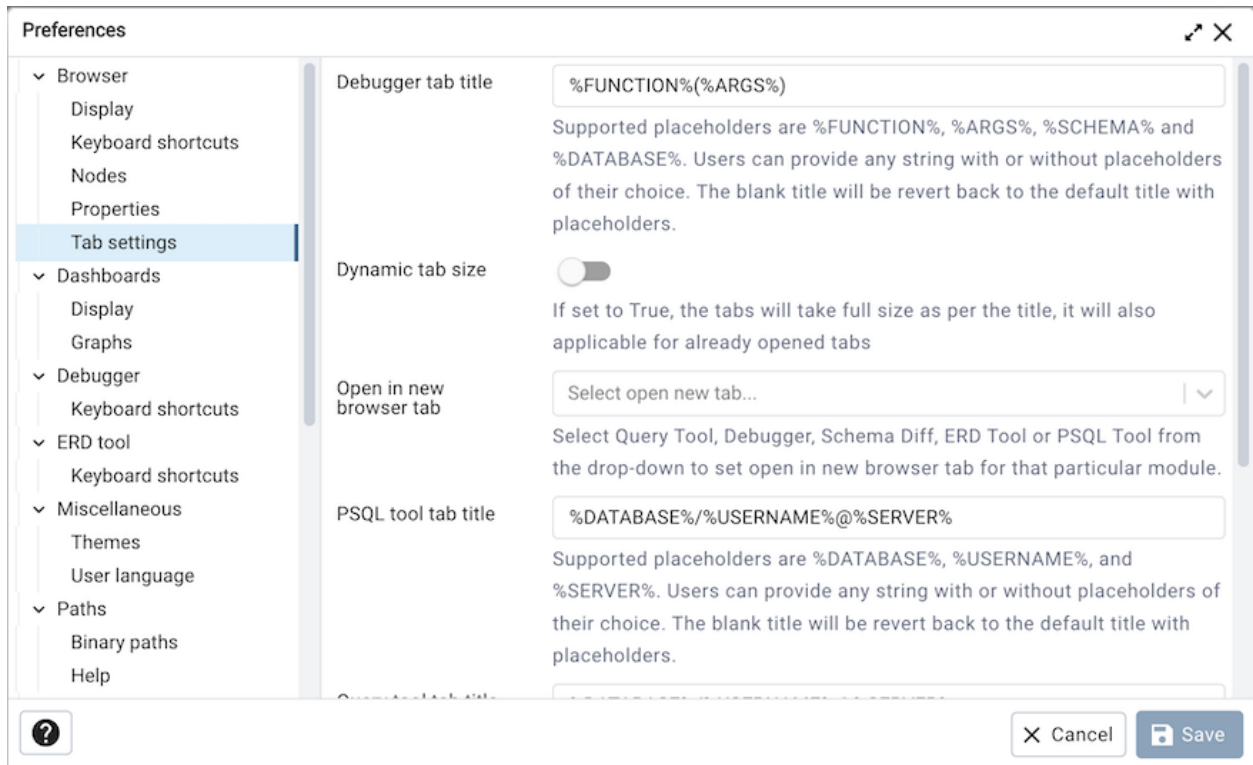 Preferences
Browser
Display
Keyboard shortcuts
Nodes
Properties
Tab settings
Dashboards
Display
Graphs
Debugger
Keyboard shortcuts
ERD tool
Keyboard shortcuts
Miscellaneous
Themes
User language
Paths
Binary paths
Help
Debugger tab title
%FUNCTION%(%ARGS%)
Supported placeholders are %FUNCTION%, %ARGS%, %SCHEMA% and
%DATABASE%. Users can provide any string with or without placeholders
of their choice. The blank title will be revert back to the default title with
placeholders.
Dynamic tab size
If set to True, the tabs will take full size as per the title, it will also
applicable for already opened tabs
Open in new
browser tab
Select open new tab...
Select Query Tool, Debugger, Schema Diff, ERD Tool or PSQL Tool from
the drop-down to set open in new browser tab for that particular module.
PSQL tool tab title
%DATABASE%/%USERNAME%@%SERVER%
Supported placeholders are %DATABASE%, %USERNAME%, and
%SERVER%. Users can provide any string with or without placeholders of
their choice. The blank title will be revert back to the default title with
placeholders.
Query tool tab title
?
Cancel
Save